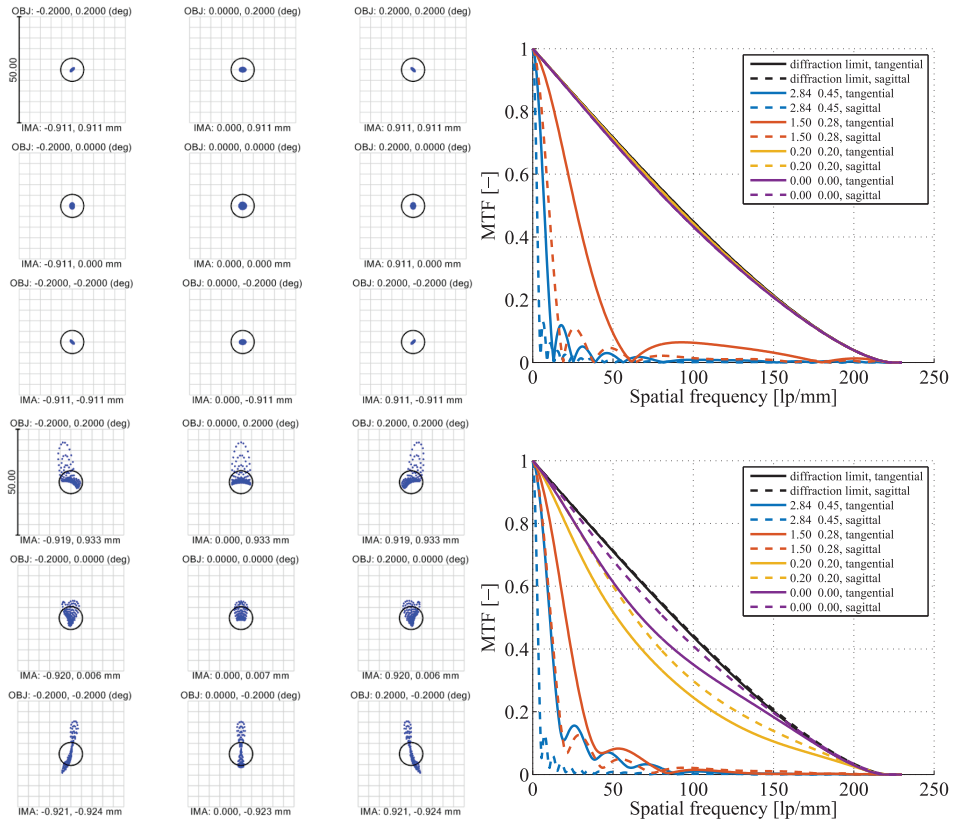 OBJ: -0.2000, 0.2000 (deg) OBJ: 0.0000, 0.2000 (deg) OBJ: 0.2000, 0.2000 (deg)
50.00
IMA: -0.911, 0.911 mm IMA: 0.000, 0.911 mm IMA: 0.911, 0.911 mm
OBJ: -0.2000, 0.0000 (deg) OBJ: 0.0000, 0.0000 (deg) OBJ: 0.2000, 0.0000 (deg)
IMA: -0.911, 0.000 mm IMA: 0.000, 0.000 mm IMA: 0.911, 0.000 mm
OBJ: -0.2000, -0.2000 (deg) OBJ: 0.0000, -0.2000 (deg) OBJ: 0.2000, -0.2000 (deg)
IMA: -0.911, -0.911 mm IMA: 0.000, -0.911 mm IMA: 0.911, -0.911 mm
1
0.8
0.6
0.4
0.2
0
MTF [−]
diffraction limit, tangential
diffraction limit, sagittal
2.84 0.45, tangential
2.84 0.45, sagittal
1.50 0.28, tangential
1.50 0.28, sagittal
0.20 0.20, tangential
0.20 0.20, sagittal
0.00 0.00, tangential
0.00 0.00, sagittal
0 50 100 150 200 250
Spatial frequency [lp/mm]
OBJ: -0.2000, 0.2000 (deg) OBJ: 0.0000, 0.2000 (deg) OBJ: 0.2000, 0.2000 (deg)
50.00
IMA: -0.919, 0.933 mm IMA: 0.000, 0.933 mm IMA: 0.919, 0.933 mm
OBJ: -0.2000, 0.0000 (deg) OBJ: 0.0000, 0.0000 (deg) OBJ: 0.2000, 0.0000 (deg)
IMA: -0.920, 0.006 mm IMA: 0.000, 0.007 mm IMA: 0.920, 0.006 mm
OBJ: -0.2000, -0.2000 (deg) OBJ: 0.0000, -0.2000 (deg) OBJ: 0.2000, -0.2000 (deg)
IMA: -0.921, -0.924 mm IMA: 0.000, -0.923 mm IMA: 0.921, -0.924 mm
1
0.8
0.6
0.4
0.2
0
MTF [−]
diffraction limit, tangential
diffraction limit, sagittal
2.84 0.45, tangential
2.84 0.45, sagittal
1.50 0.28, tangential
1.50 0.28, sagittal
0.20 0.20, tangential
0.20 0.20, sagittal
0.00 0.00, tangential
0.00 0.00, sagittal
0 50 100 150 200 250
Spatial frequency [lp/mm]